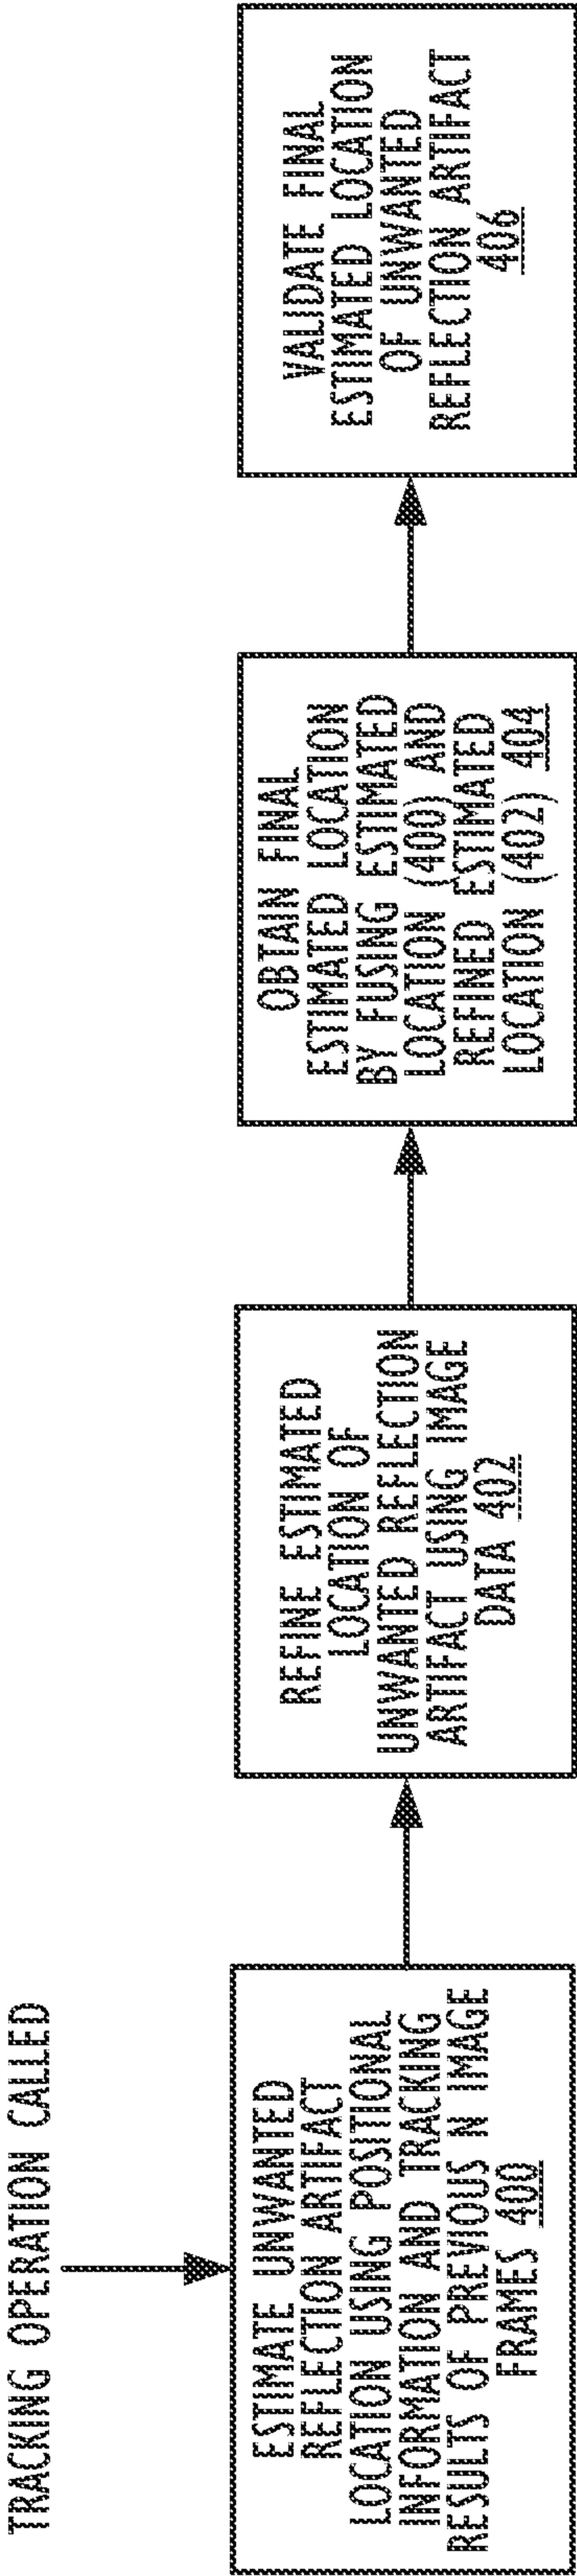 TRACKING OPERATION CALLED
ESTIMATE UNWANTED
REFLECTION ARTIFACT
LOCATION USING POSITIONAL
INFORMATION AND TRACKING
RESULTS OF PREVIOUS N IMAGE
FRAMES 400
REFINE ESTIMATED
LOCATION OF
UNWANTED REFLECTION
ARTIFACT USING IMAGE
DATA 402
OBTAIN FINAL
ESTIMATED LOCATION
BY FUSING ESTIMATED
LOCATION (400) AND
REFINED ESTIMATED
LOCATION (402) 404
VALIDATE FINAL
ESTIMATED LOCATION
OF UNWANTED
REFLECTION ARTIFACT
406